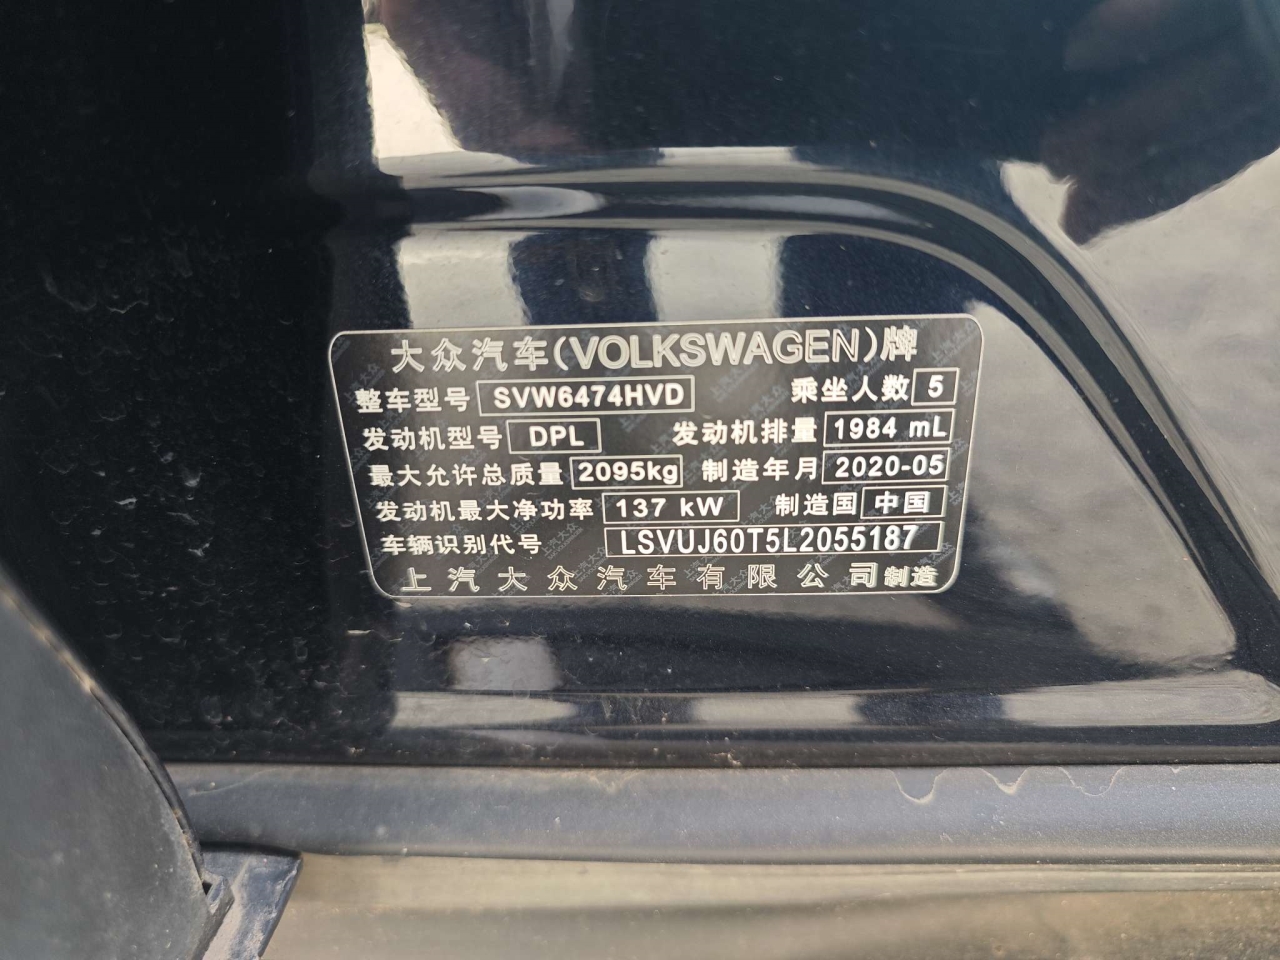 大众汽车(VOLKSWAGEN)牌
整车型号 SVW6474HVD 乘坐人数 5
发动机型号 DPL 发动机排量 1984 mL
最大允许总质量 2095kg 制造年月 2020-05
发动机最大净功率 137 kW 制造国 中国
车辆识别代号 LSVUJ60T5L2055187
上汽大众汽车有限公司制造